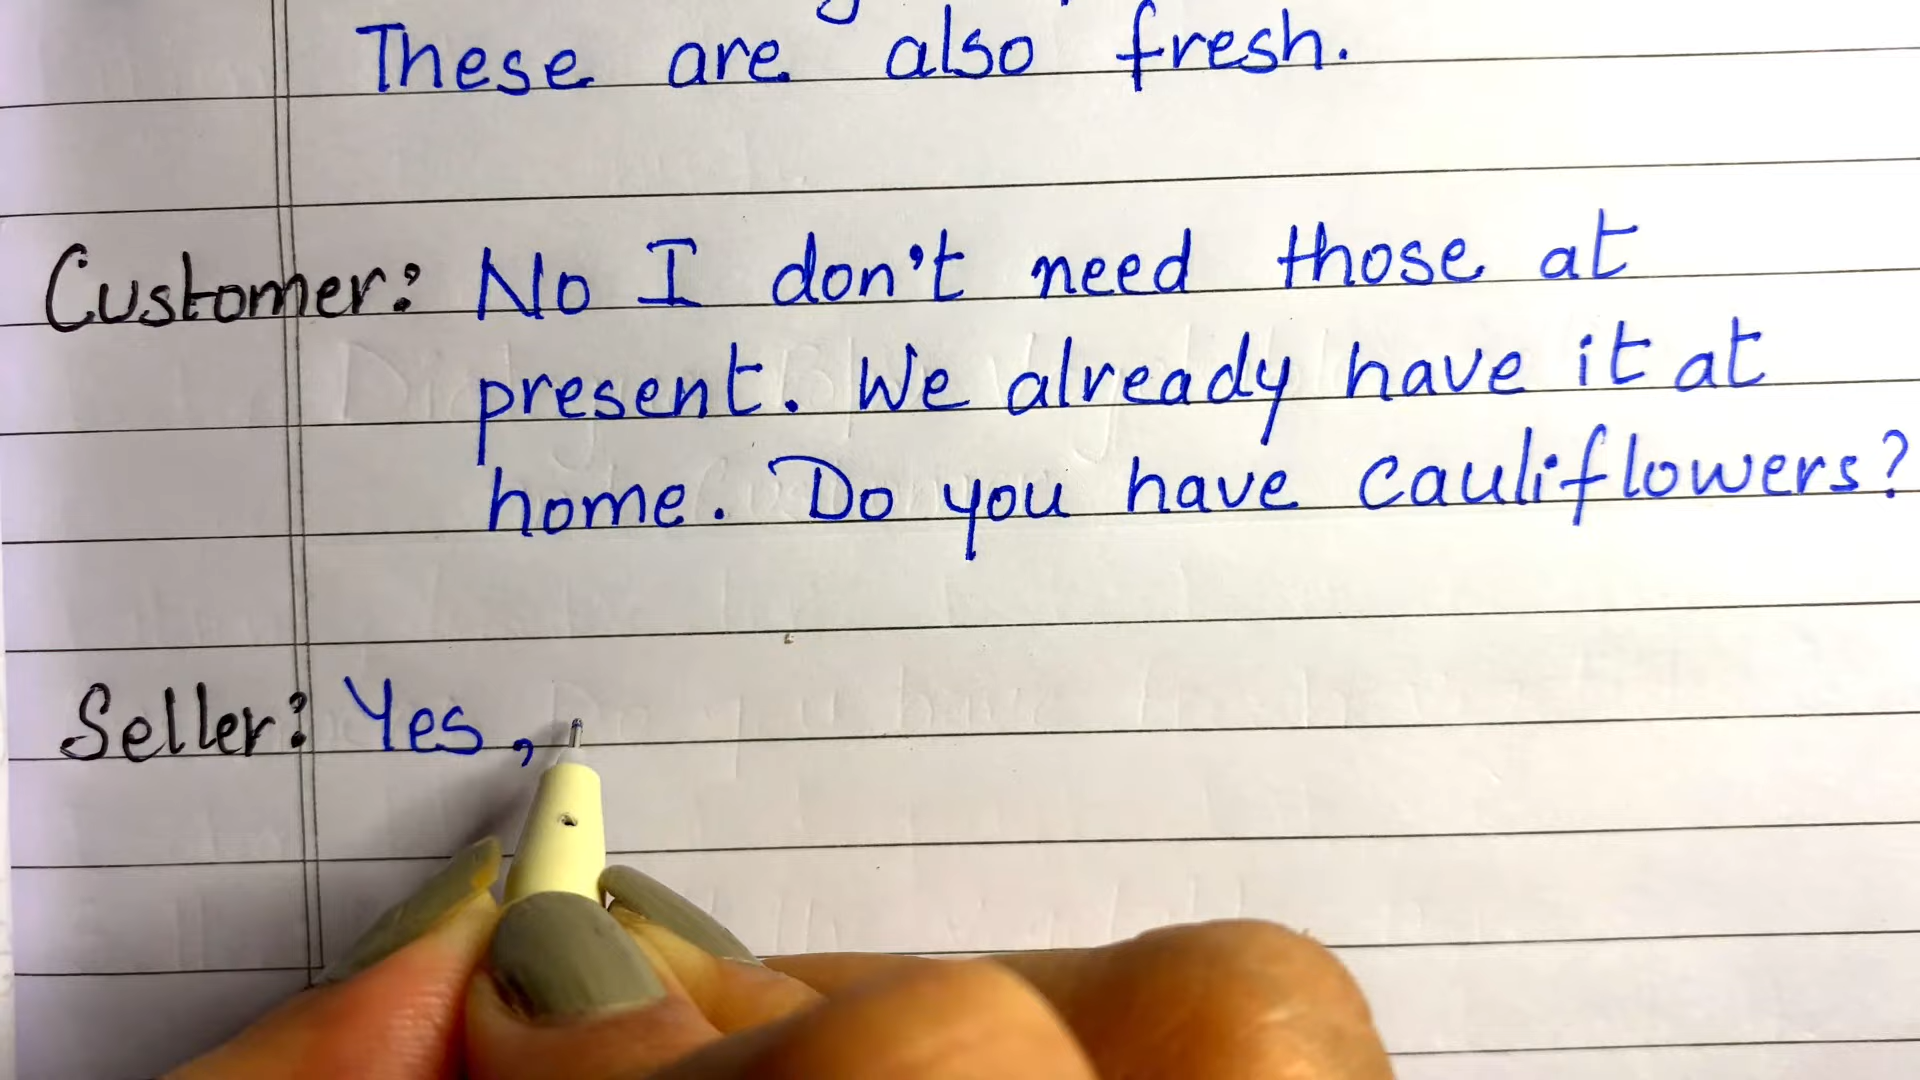 These are also fresh.
Customer: No I don't need those at
present. We already have it at
home. Do you have cauliflowers?
Seller: Yes,